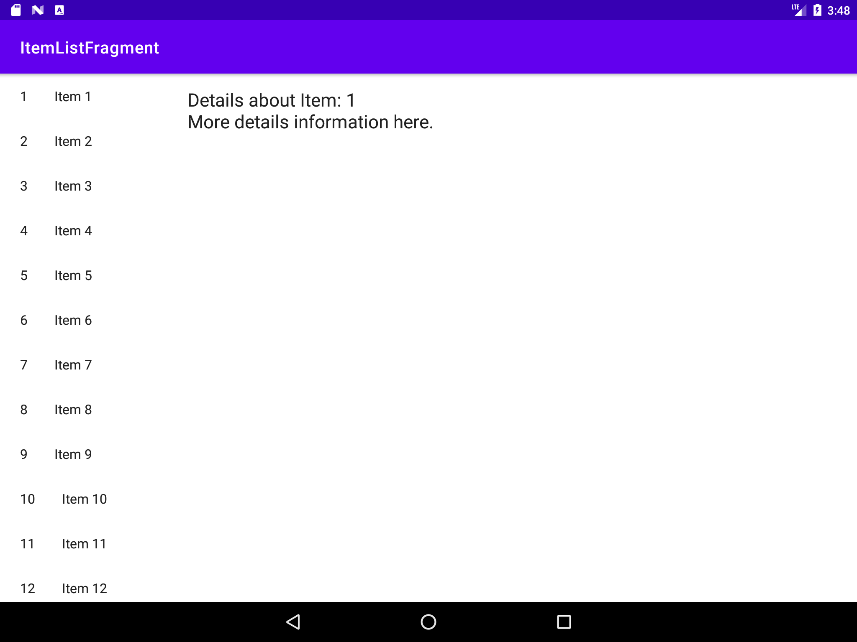 LTE 3:48
ItemListFragment
1 Item 1
2 Item 2
3 Item 3
4 Item 4
5 Item 5
6 Item 6
7 Item 7
8 Item 8
9 Item 9
10 Item 10
11 Item 11
12 Item 12
Details about Item: 1
More details information here.